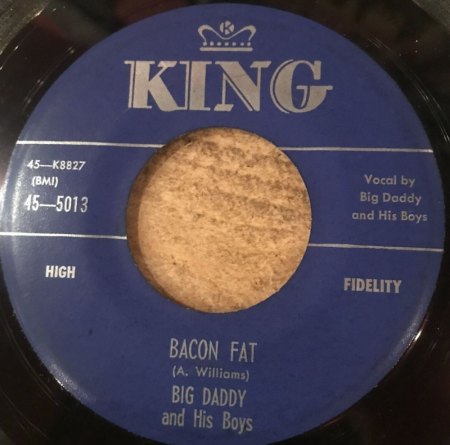 K
KING
45—K8827
(BMI)
45—5013
Vocal by
Big Daddy
and His Boys
HIGH
FIDELITY
BACON FAT
(A. Williams)
BIG DADDY
and His Boys